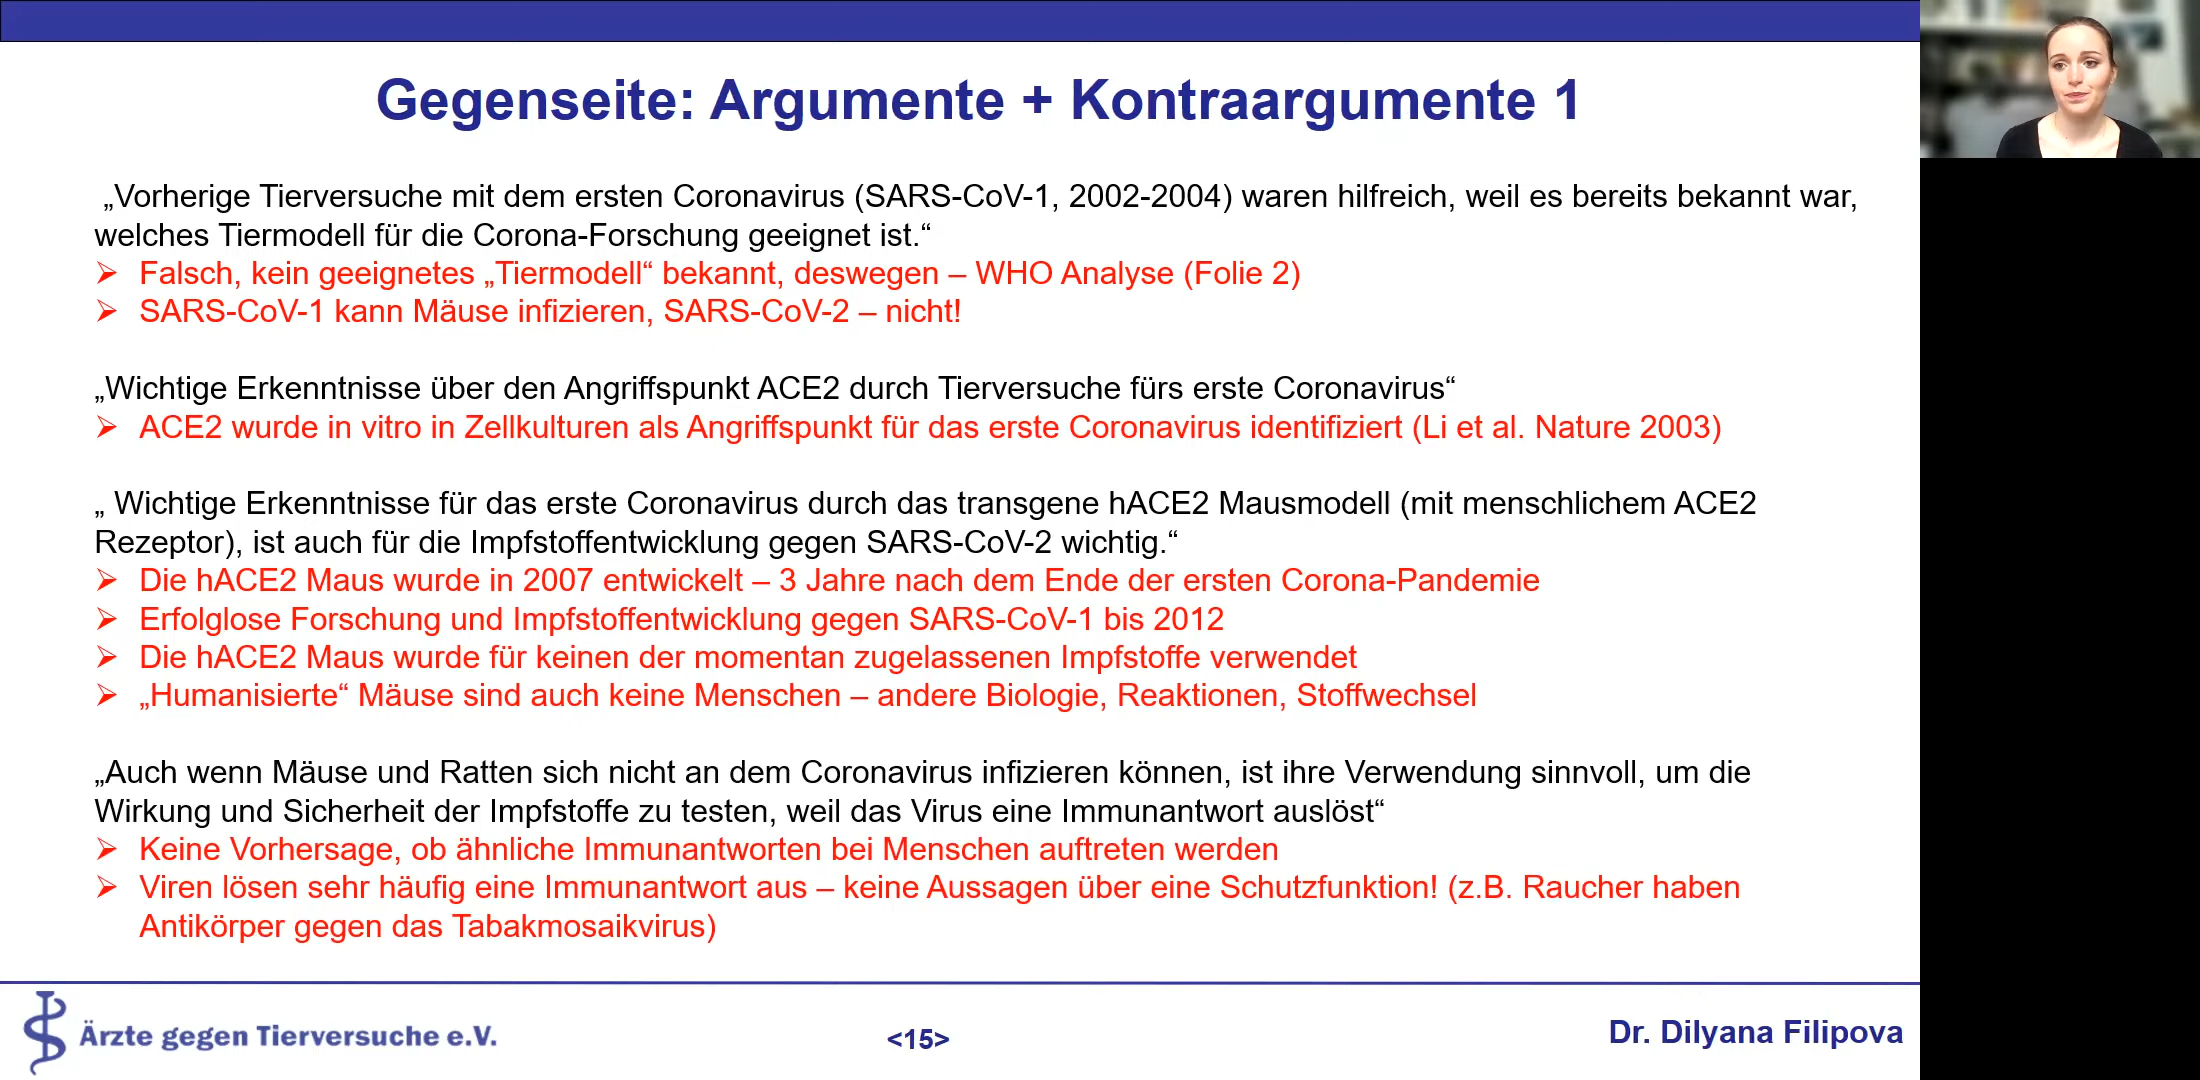 Gegenseite: Argumente + Kontraargumente 1
„Vorherige Tierversuche mit dem ersten Coronavirus (SARS-CoV-1, 2002-2004) waren hilfreich, weil es bereits bekannt war,
welches Tiermodell für die Corona-Forschung geeignet ist.“
➢ Falsch, kein geeignetes „Tiermodell“ bekannt, deswegen – WHO Analyse (Folie 2)
➢ SARS-CoV-1 kann Mäuse infizieren, SARS-CoV-2 – nicht!
„Wichtige Erkenntnisse über den Angriffspunkt ACE2 durch Tierversuche fürs erste Coronavirus“
➢ ACE2 wurde in vitro in Zellkulturen als Angriffspunkt für das erste Coronavirus identifiziert (Li et al. Nature 2003)
„ Wichtige Erkenntnisse für das erste Coronavirus durch das transgene hACE2 Mausmodell (mit menschlichem ACE2
Rezeptor), ist auch für die Impfstoffentwicklung gegen SARS-CoV-2 wichtig.“
➢ Die hACE2 Maus wurde in 2007 entwickelt – 3 Jahre nach dem Ende der ersten Corona-Pandemie
➢ Erfolglose Forschung und Impfstoffentwicklung gegen SARS-CoV-1 bis 2012
➢ Die hACE2 Maus wurde für keinen der momentan zugelassenen Impfstoffe verwendet
➢ „Humanisierte“ Mäuse sind auch keine Menschen – andere Biologie, Reaktionen, Stoffwechsel
„Auch wenn Mäuse und Ratten sich nicht an dem Coronavirus infizieren können, ist ihre Verwendung sinnvoll, um die
Wirkung und Sicherheit der Impfstoffe zu testen, weil das Virus eine Immunantwort auslöst“
➢ Keine Vorhersage, ob ähnliche Immunantworten bei Menschen auftreten werden
➢ Viren lösen sehr häufig eine Immunantwort aus – keine Aussagen über eine Schutzfunktion! (z.B. Raucher haben
Antikörper gegen das Tabakmosaikvirus)
Ärzte gegen Tierversuche e.V.
<15>
Dr. Dilyana Filipova